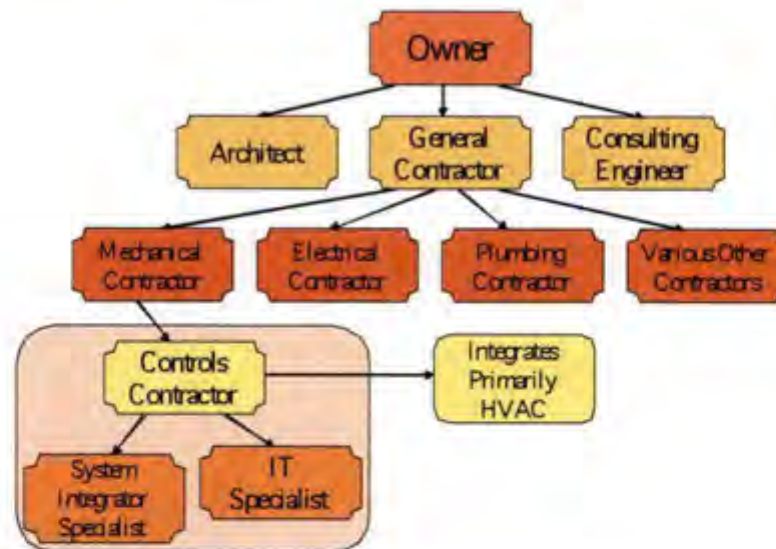 Owner
Architect
General
Contractor
Consulting
Engineer
Mechanical
Contractor
Electrical
Contractor
Plumbing
Contractor
Various Other
Contractors
Controls
Contractor
Integrates
Primarily
HVAC
System
Integrator
Specialist
IT
Specialist